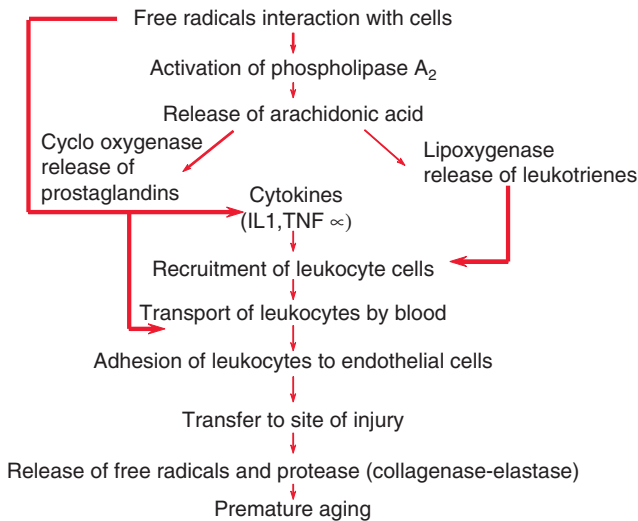 Free radicals interaction with cells
Activation of phospholipase A₂
Release of arachidonic acid
Cyclo oxygenase
release of
prostaglandins
Lipoxygenase
release of leukotrienes
Cytokines
(IL1,TNF ∝)
Recruitment of leukocyte cells
Transport of leukocytes by blood
Adhesion of leukocytes to endothelial cells
Transfer to site of injury
Release of free radicals and protease (collagenase-elastase)
Premature aging